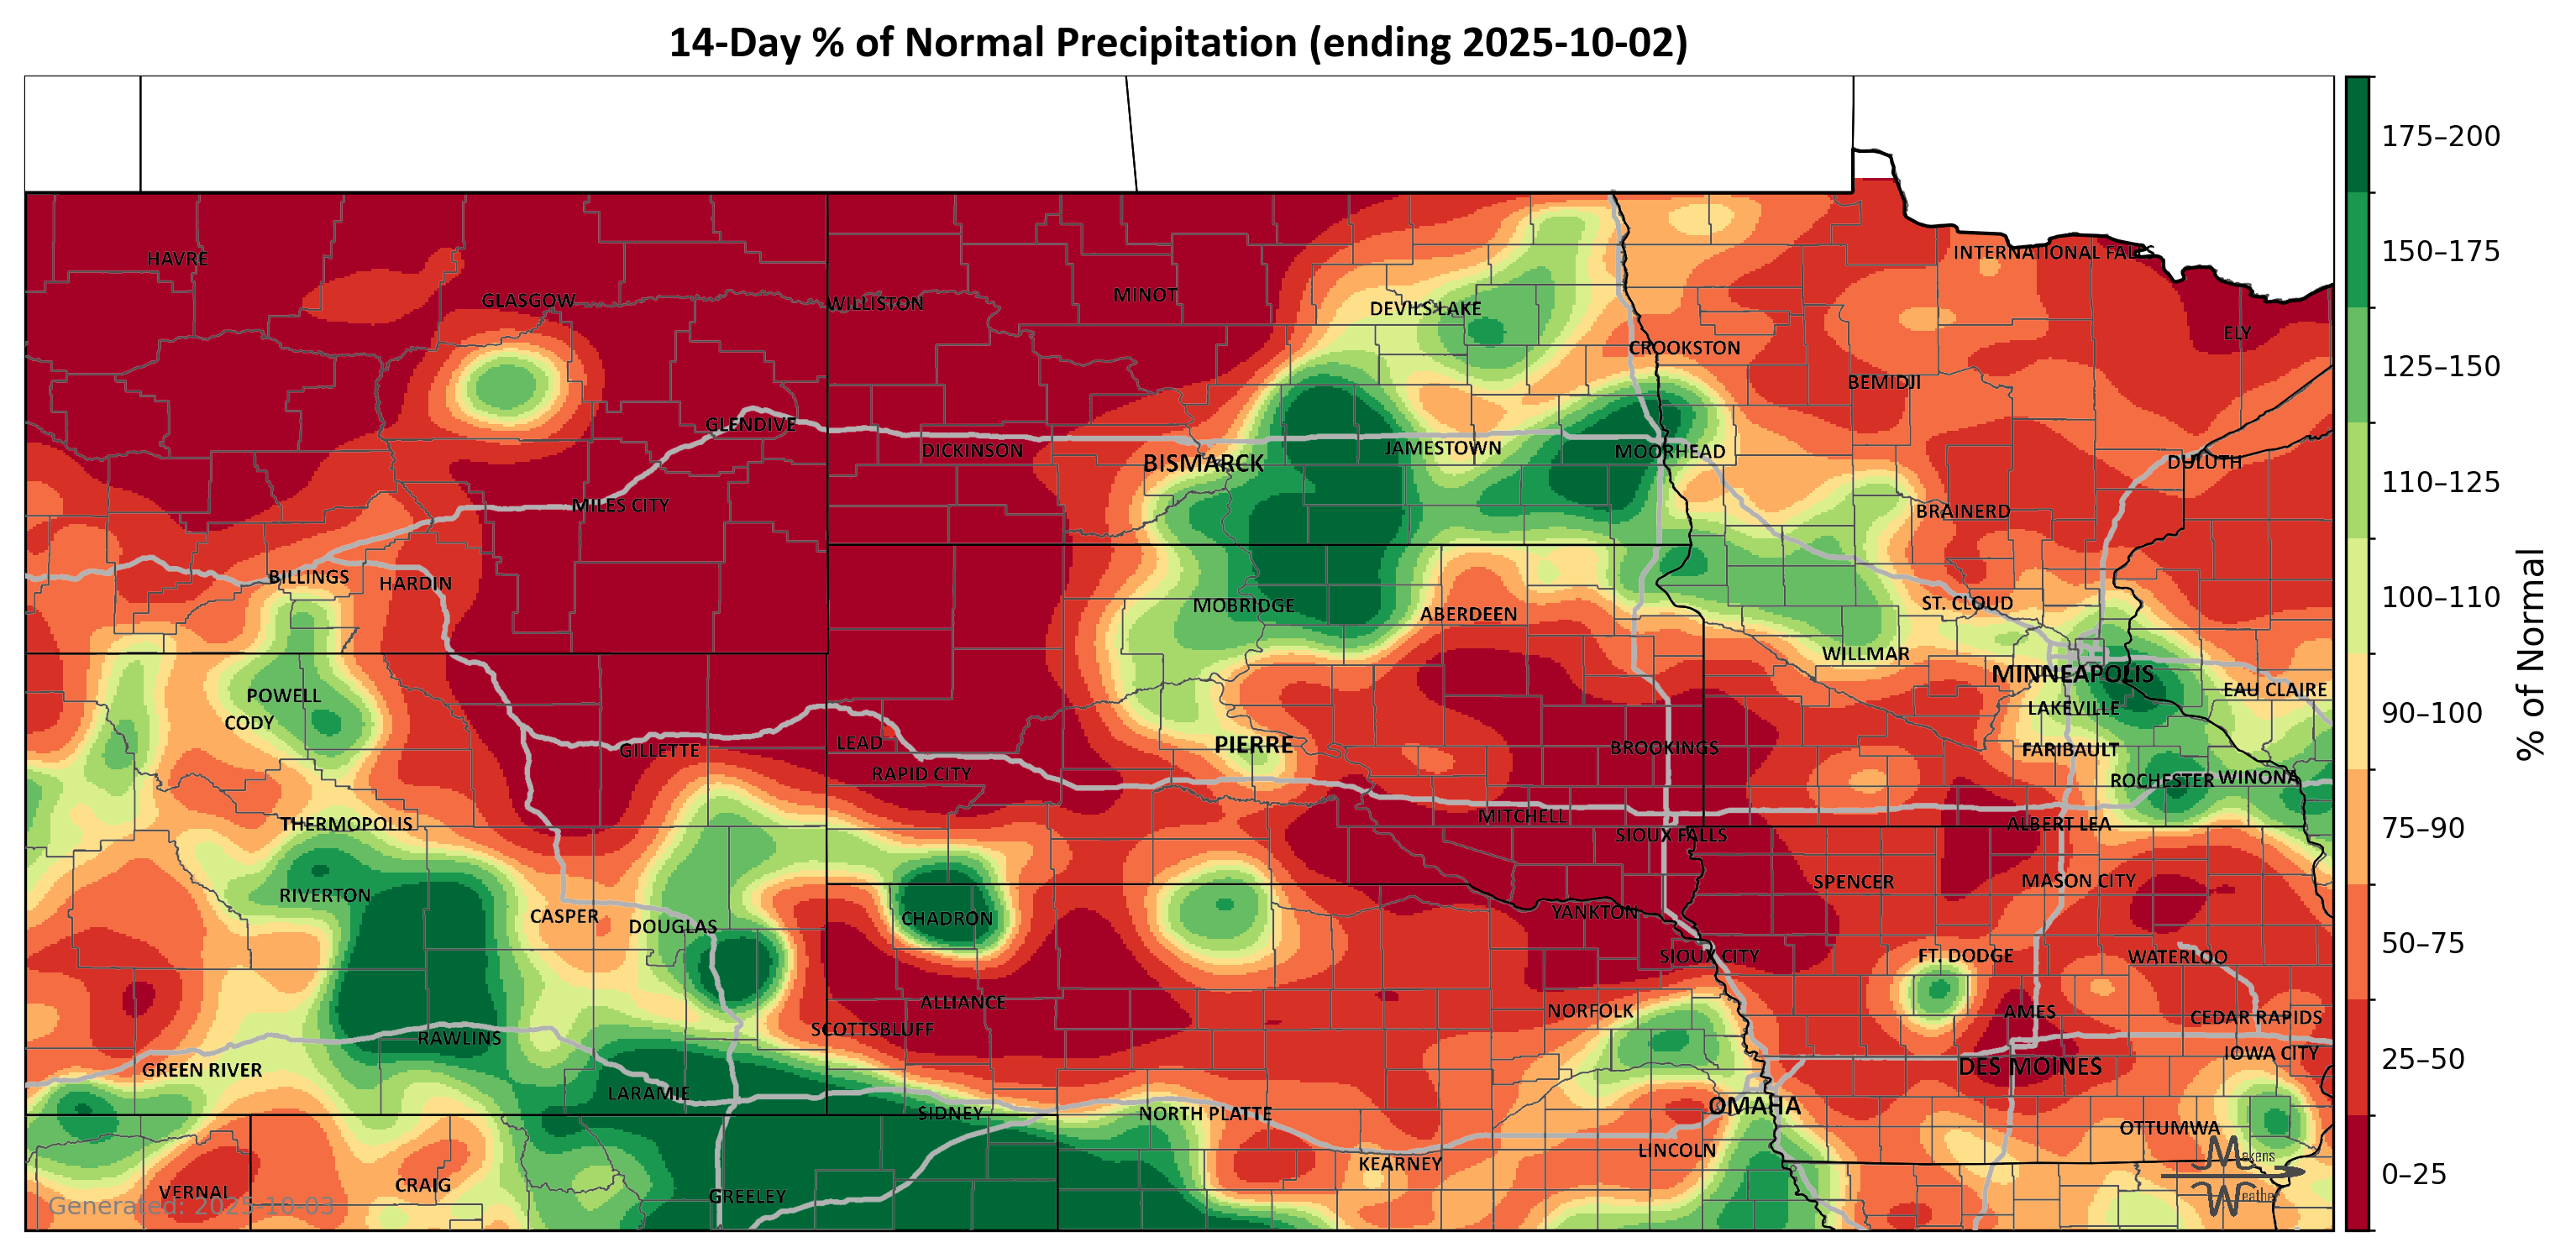 14-Day % of Normal Precipitation (ending 2025-10-02)
175–200
150–175
125–150
110–125
100–110
90–100
75–90
50–75
25–50
0–25
% of Normal
INTERNATIONAL FALLS
HAVRE
GLASGOW
WILLISTON
MINOT
DEVILS LAKE
ELY
CROOKSTON
BEMIDJI
GLENDIVE
DICKINSON
BISMARCK
JAMESTOWN
MOORHEAD
DULUTH
MILES CITY
BRAINERD
BILLINGS
HARDIN
MOBRIDGE
ABERDEEN
ST. CLOUD
WILLMAR
MINNEAPOLIS
EAU CLAIRE
POWELL
CODY
LAKEVILLE
GILLETTE
LEAD
PIERRE
BROOKINGS
FARIBAULT
RAPID CITY
ROCHESTER
WINONA
THERMOPOLIS
MITCHELL
SIOUX FALLS
ALBERT LEA
RIVERTON
SPENCER
MASON CITY
CASPER
DOUGLAS
CHADRON
YANKTON
SIOUX CITY
FT. DODGE
WATERLOO
ALLIANCE
NORFOLK
AMES
CEDAR RAPIDS
SCOTTSBLUFF
RAWLINS
GREEN RIVER
DES MOINES
IOWA CITY
LARAMIE
SIDNEY
NORTH PLATTE
OMAHA
OTTUMWA
LINCOLN
KEARNEY
VERNAL
CRAIG
GREELEY
Generated: 2025-10-03
Makens
Weather